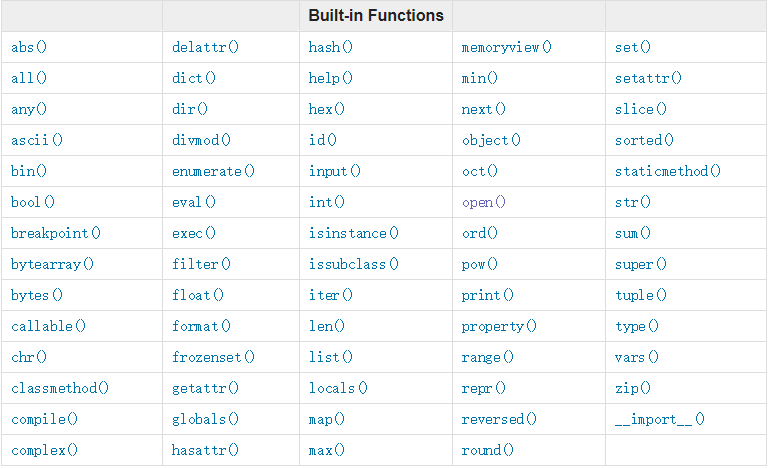 Built-in Functions
abs() delattr() hash() memoryview() set()
all() dict() help() min() setattr()
any() dir() hex() next() slice()
ascii() divmod() id() object() sorted()
bin() enumerate() input() oct() staticmethod()
bool() eval() int() open() str()
breakpoint() exec() isinstance() ord() sum()
bytearray() filter() issubclass() pow() super()
bytes() float() iter() print() tuple()
callable() format() len() property() type()
chr() frozenset() list() range() vars()
classmethod() getattr() locals() repr() zip()
compile() globals() map() reversed() __import__()
complex() hasattr() max() round()